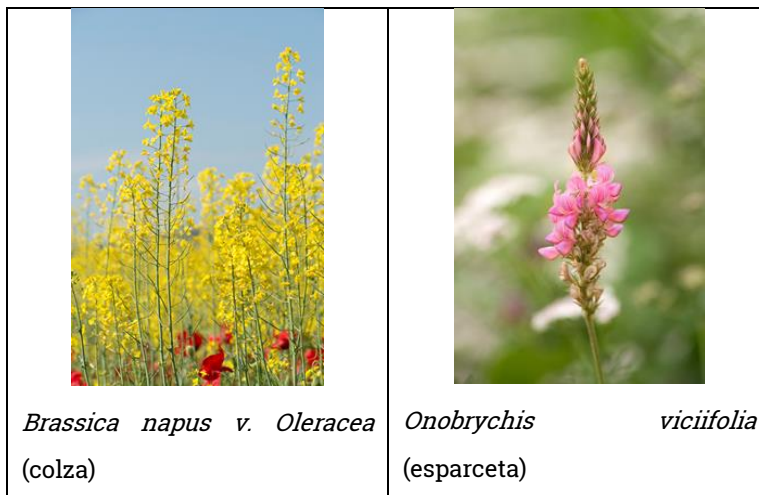 Brassica napus v. Oleracea
(colza)
Onobrychis viciifolia
(esparceta)